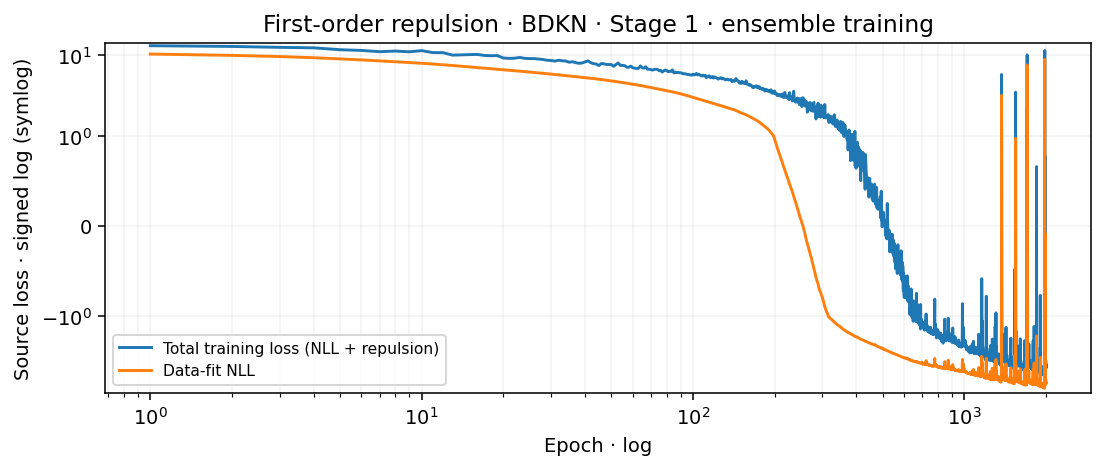 First-order repulsion · BDKN · Stage 1 · ensemble training
Source loss · signed log (symlog)
10¹
10⁰
0
−10⁰
Total training loss (NLL + repulsion)
Data-fit NLL
10⁰ 10¹ 10² 10³
Epoch · log